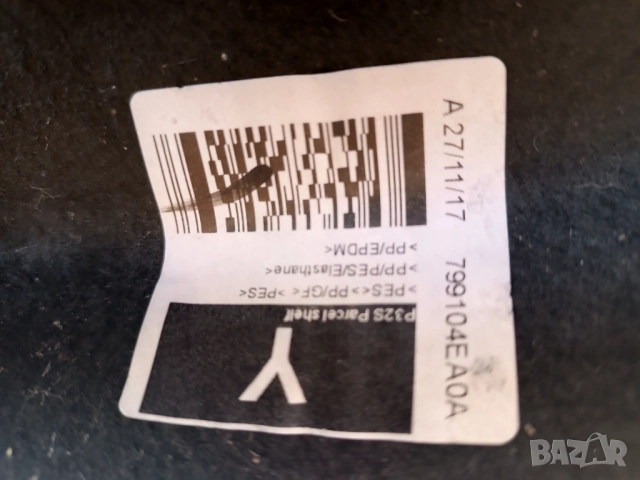 A 27/11/17 799104EA0A
>PP/EPDM<
>PP/PES/Elasthane<
>PES<>PP/GF< >PES<
P32S Parcel shelf
Y
BAZAR